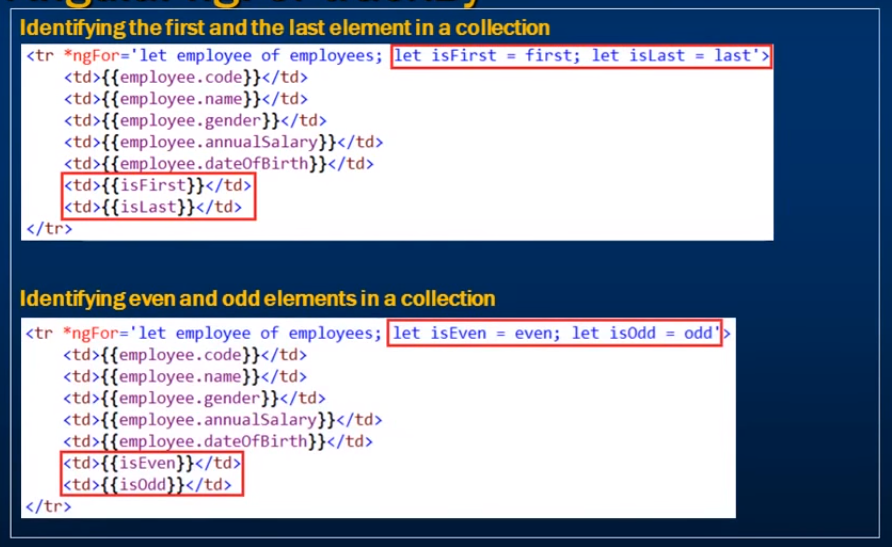 Identifying the first and the last element in a collection
<tr *ngFor='let employee of employees; let isFirst = first; let isLast = last'>
<td>{{employee.code}}</td>
<td>{{employee.name}}</td>
<td>{{employee.gender}}</td>
<td>{{employee.annualSalary}}</td>
<td>{{employee.dateOfBirth}}</td>
<td>{{isFirst}}</td>
<td>{{isLast}}</td>
</tr>
Identifying even and odd elements in a collection
<tr *ngFor='let employee of employees; let isEven = even; let isOdd = odd'>
<td>{{employee.code}}</td>
<td>{{employee.name}}</td>
<td>{{employee.gender}}</td>
<td>{{employee.annualSalary}}</td>
<td>{{employee.dateOfBirth}}</td>
<td>{{isEven}}</td>
<td>{{isOdd}}</td>
</tr>